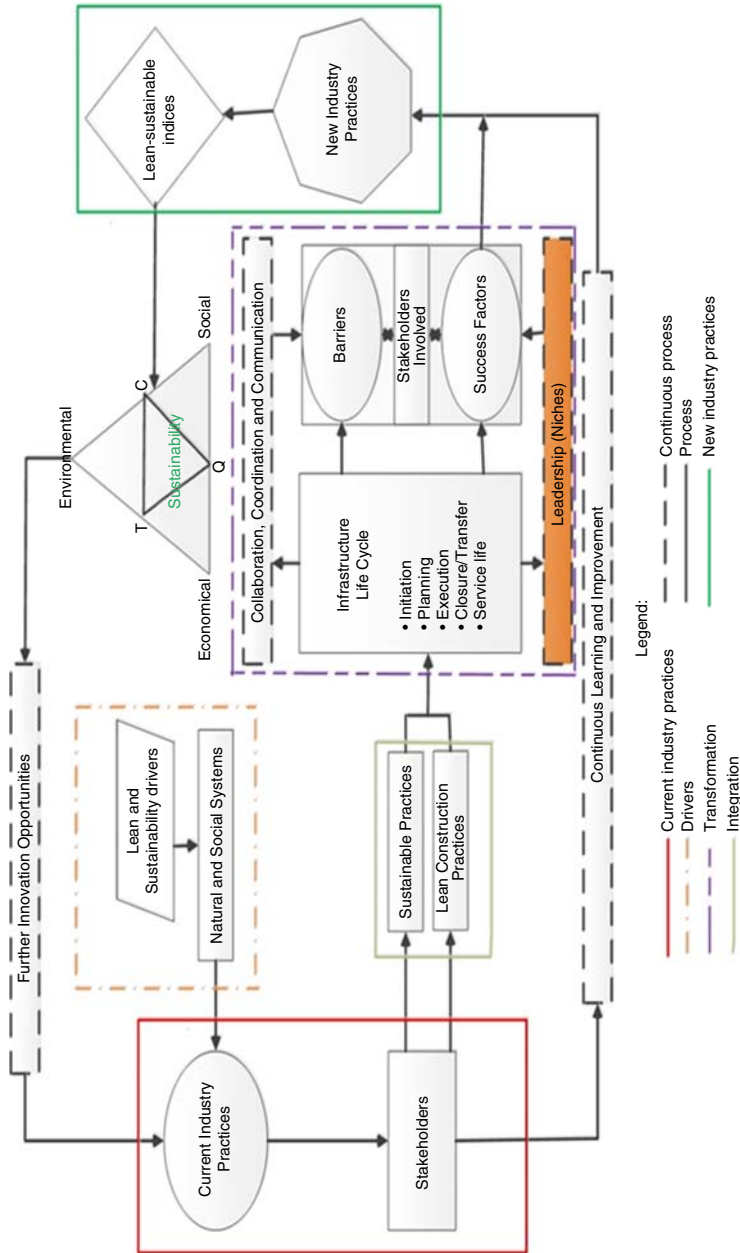 Further Innovation Opportunities
Lean and
Sustainability drivers
Natural and Social Systems
Current Industry
Practices
Stakeholders
Sustainable Practices
Lean Construction
Practices
Environmental
Economical
Social
T
C
Q
Sustainability
Collaboration, Coordination and Communication
Infrastructure
Life Cycle
• Initiation
• Planning
• Execution
• Closure/Transfer
• Service life
Barriers
Stakeholders
Involved
Success Factors
Leadership (Niches)
Lean-sustainable
indices
New Industry
Practices
Continuous Learning and Improvement
Legend:
Current industry practices
Drivers
Transformation
Integration
Continuous process
Process
New industry practices